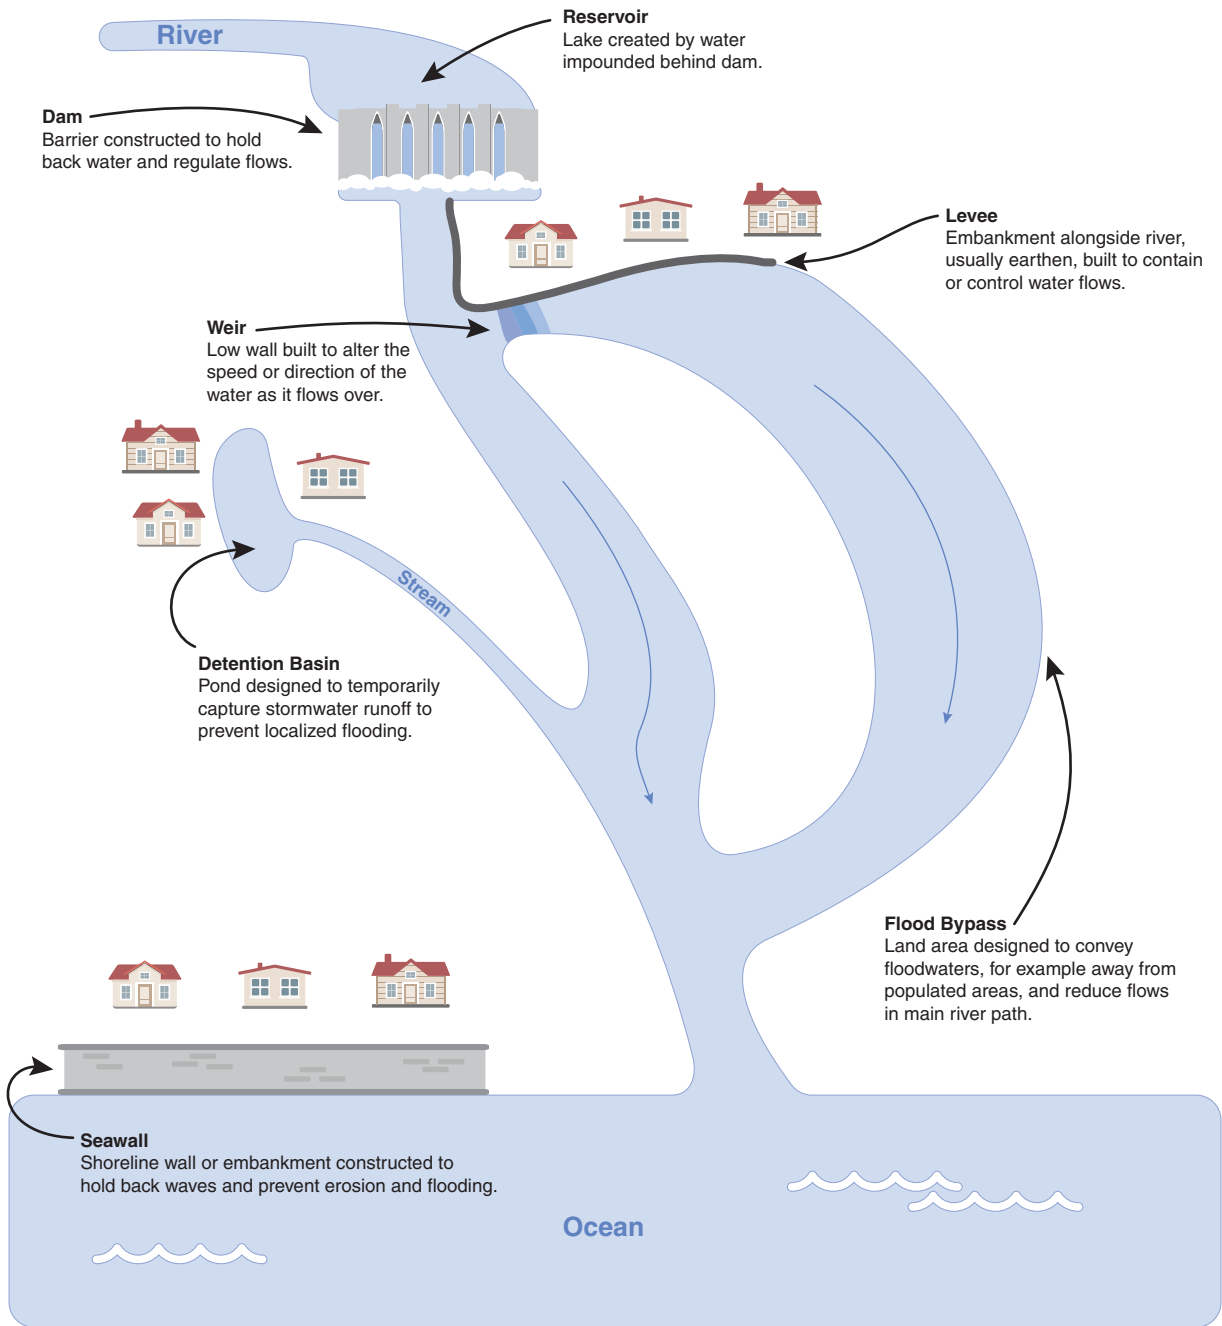 River
Reservoir
Lake created by water
impounded behind dam.
Dam
Barrier constructed to hold
back water and regulate flows.
Levee
Embankment alongside river,
usually earthen, built to contain
or control water flows.
Weir
Low wall built to alter the
speed or direction of the
water as it flows over.
Stream
Detention Basin
Pond designed to temporarily
capture stormwater runoff to
prevent localized flooding.
Flood Bypass
Land area designed to convey
floodwaters, for example away from
populated areas, and reduce flows
in main river path.
Seawall
Shoreline wall or embankment constructed to
hold back waves and prevent erosion and flooding.
Ocean